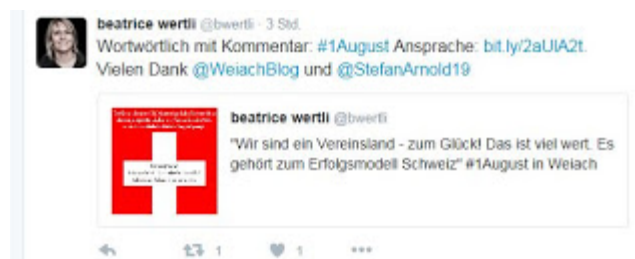 beatrice wertli @bwertli · 3 Std.
Wortwörtlich mit Kommentar: #1August Ansprache: bit.ly/2aUlA2t.
Vielen Dank @WeiachBlog und @StefanArnold19
beatrice wertli @bwertli
"Wir sind ein Vereinsland - zum Glück! Das ist viel wert. Es
gehört zum Erfolgsmodell Schweiz" #1August in Weiach
1 1